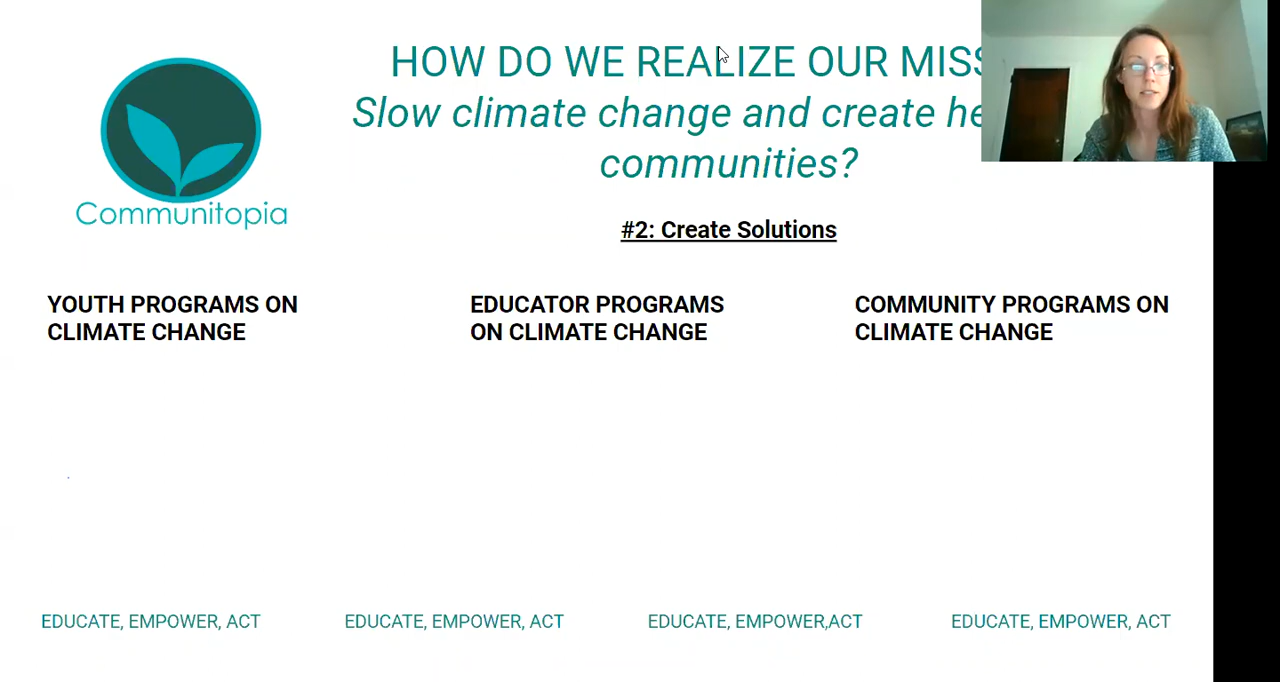 HOW DO WE REALIZE OUR
Slow climate change and create
communities?
Communitopia
#2: Create Solutions
YOUTH PROGRAMS ON
CLIMATE CHANGE
EDUCATOR PROGRAMS
ON CLIMATE CHANGE
COMMUNITY PROGRAMS ON
CLIMATE CHANGE
EDUCATE, EMPOWER, ACT
EDUCATE, EMPOWER, ACT
EDUCATE, EMPOWER,ACT
EDUCATE, EMPOWER, ACT